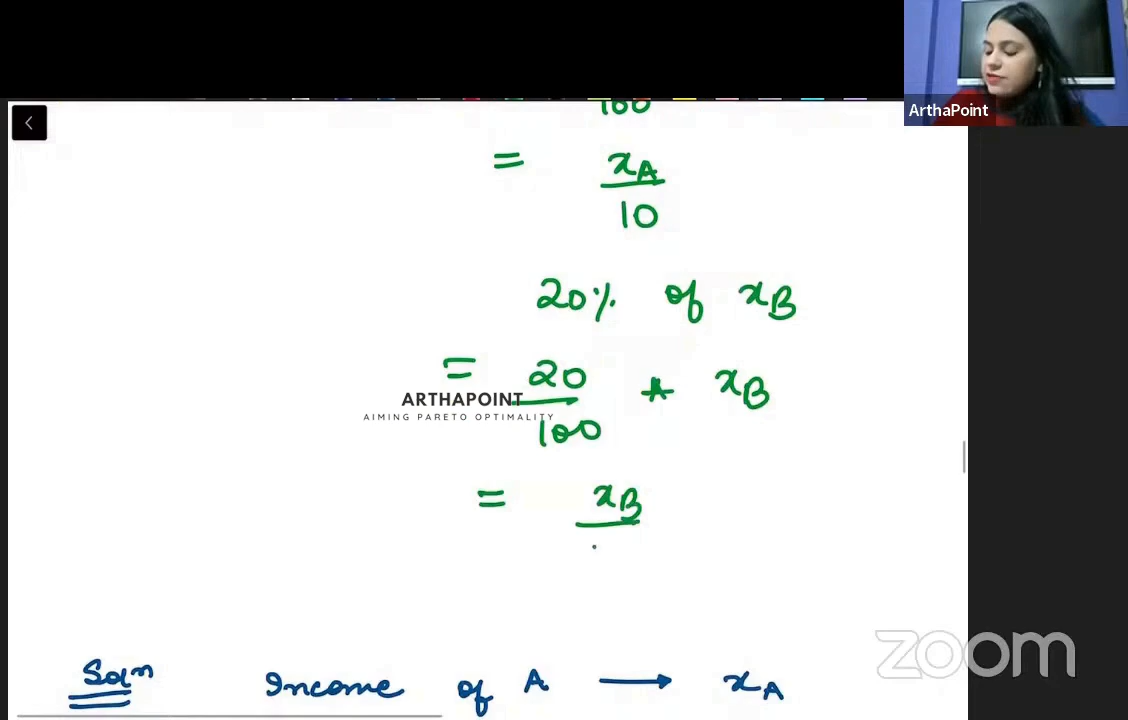 ArthaPoint
100
= xA
10
20% of xB
= 20 * xB
100
ARTHAPOINT
AIMING PARETO OPTIMALITY
= xB
zoom
Soln Income of A → xA